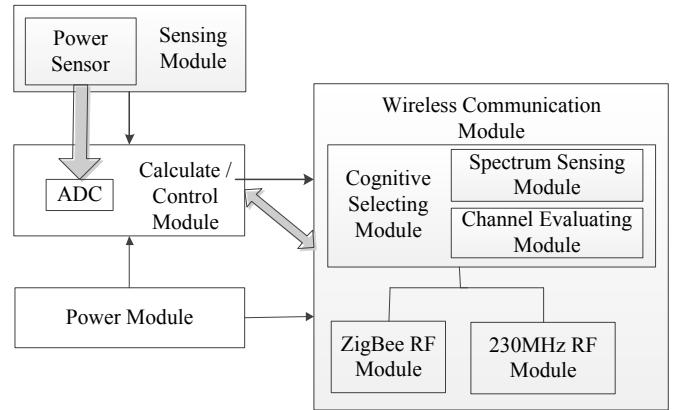 Power
Sensor
Sensing
Module
ADC
Calculate /
Control
Module
Power Module
Wireless Communication
Module
Cognitive
Selecting
Module
Spectrum Sensing
Module
Channel Evaluating
Module
ZigBee RF
Module
230MHz RF
Module